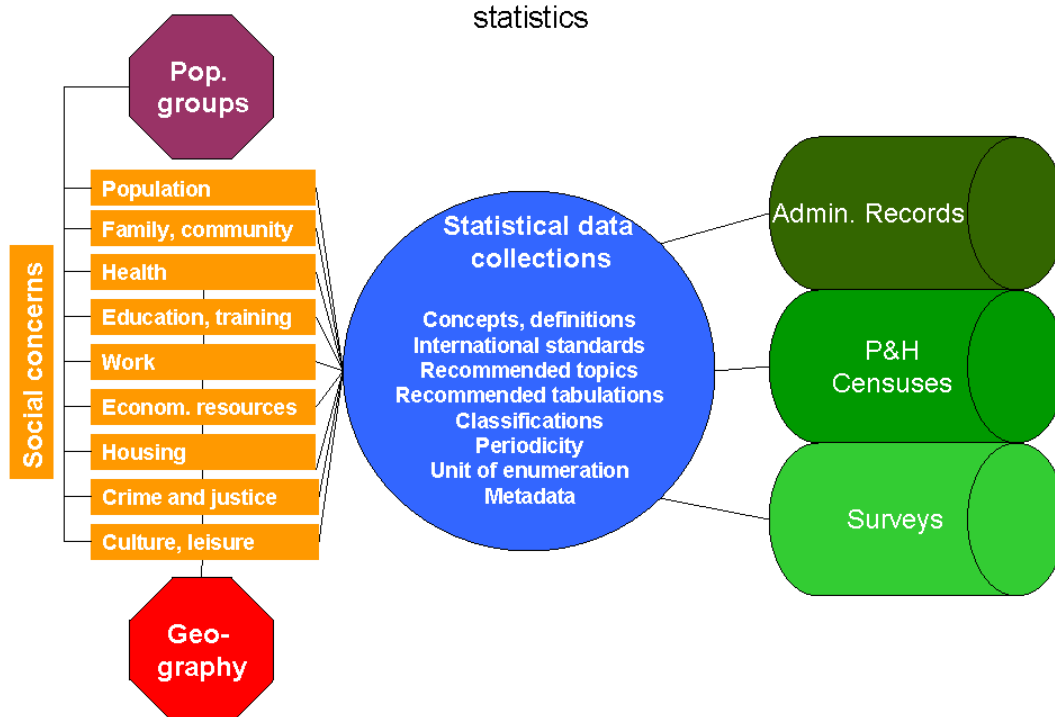 statistics
Pop.
groups
Social concerns
Population
Family, community
Health
Education, training
Work
Econom. resources
Housing
Crime and justice
Culture, leisure
Geo-
graphy
Statistical data
collections
Concepts, definitions
International standards
Recommended topics
Recommended tabulations
Classifications
Periodicity
Unit of enumeration
Metadata
Admin. Records
P&H
Censuses
Surveys